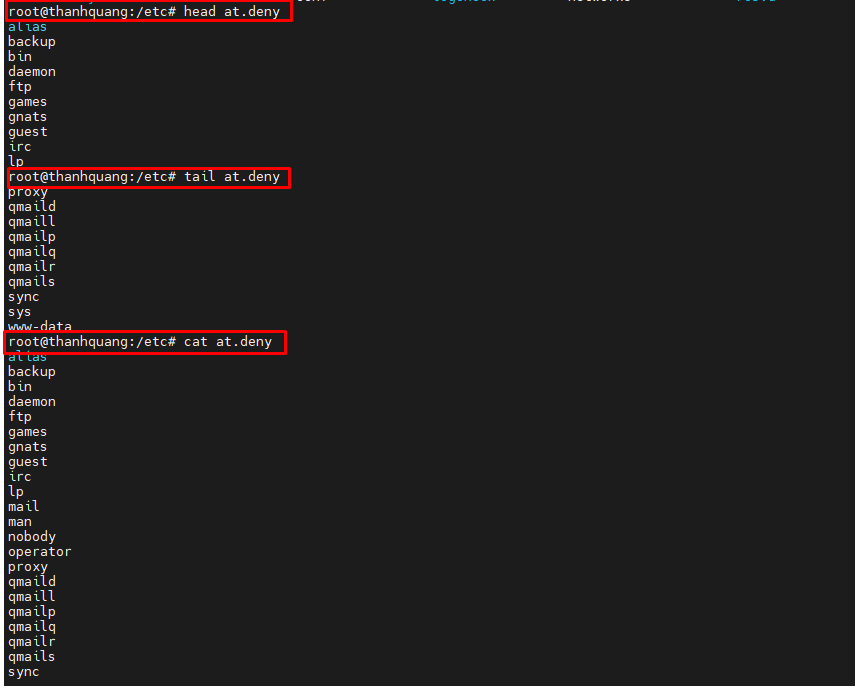 root@thanhquang:/etc# head at.deny
alias
backup
bin
daemon
ftp
games
gnats
guest
irc
lp
root@thanhquang:/etc# tail at.deny
proxy
qmaild
qmaill
qmailp
qmailq
qmailr
qmails
sync
sys
www-data
root@thanhquang:/etc# cat at.deny
alias
backup
bin
daemon
ftp
games
gnats
guest
irc
lp
mail
man
nobody
operator
proxy
qmaild
qmaill
qmailp
qmailq
qmailr
qmails
sync